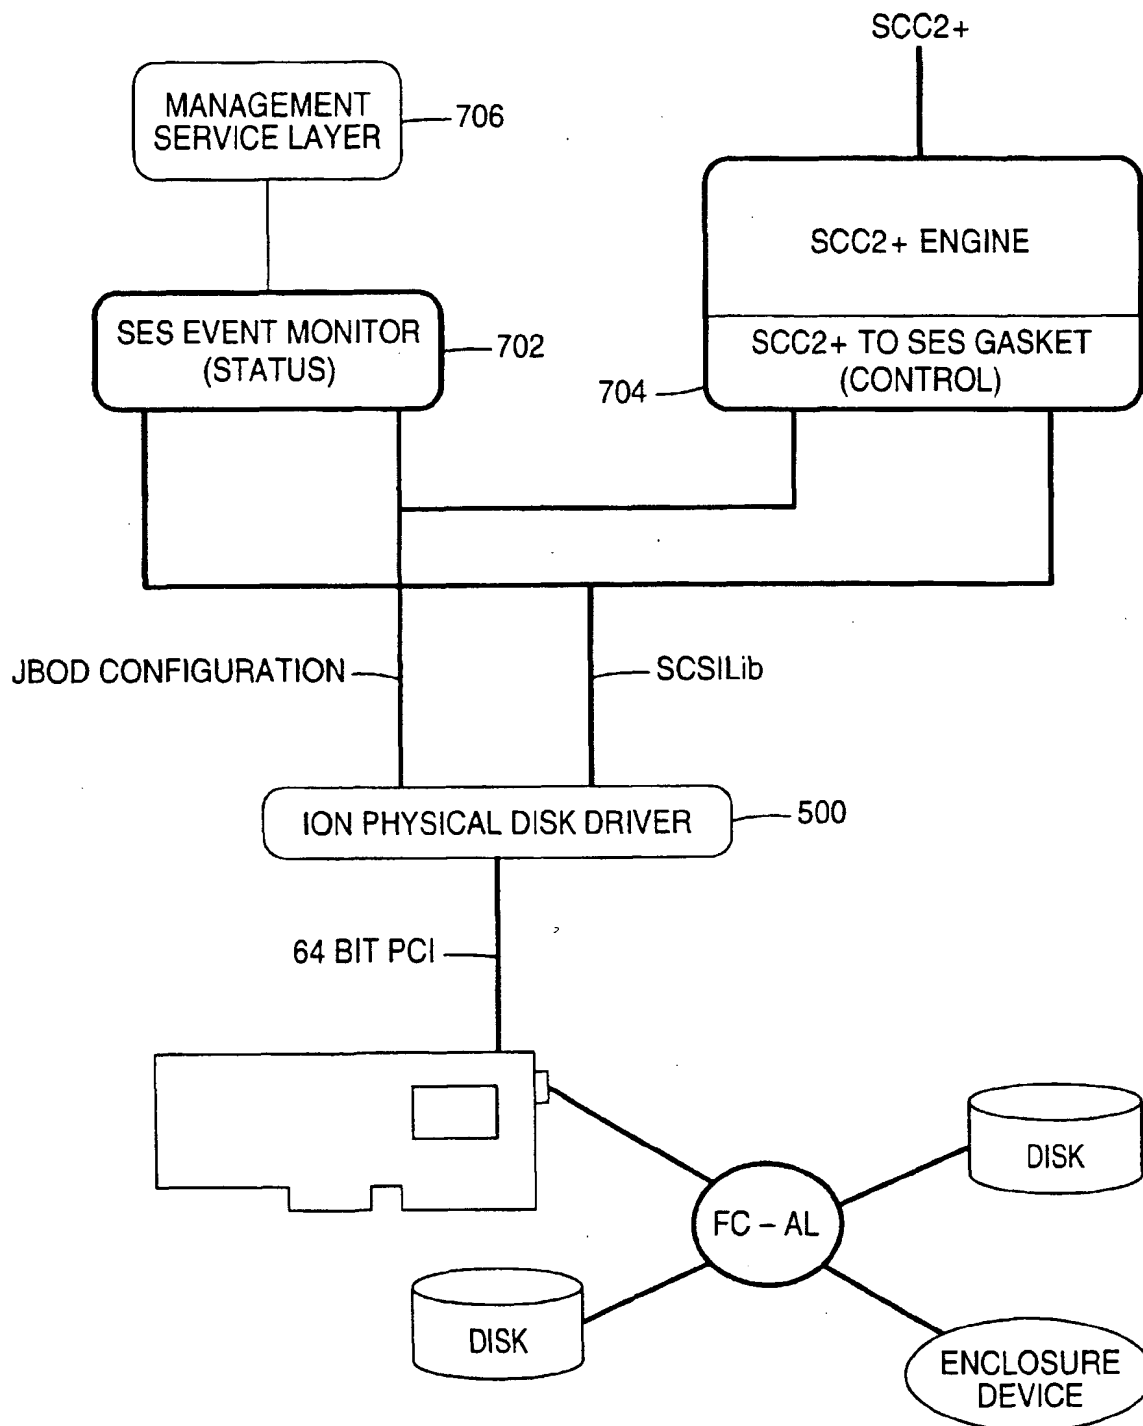 SCC2+
MANAGEMENT
SERVICE LAYER
706
SCC2+ ENGINE
SES EVENT MONITOR
(STATUS)
702
SCC2+ TO SES GASKET
(CONTROL)
704
JBOD CONFIGURATION
SCSILib
ION PHYSICAL DISK DRIVER
500
64 BIT PCI
DISK
FC – AL
DISK
ENCLOSURE
DEVICE